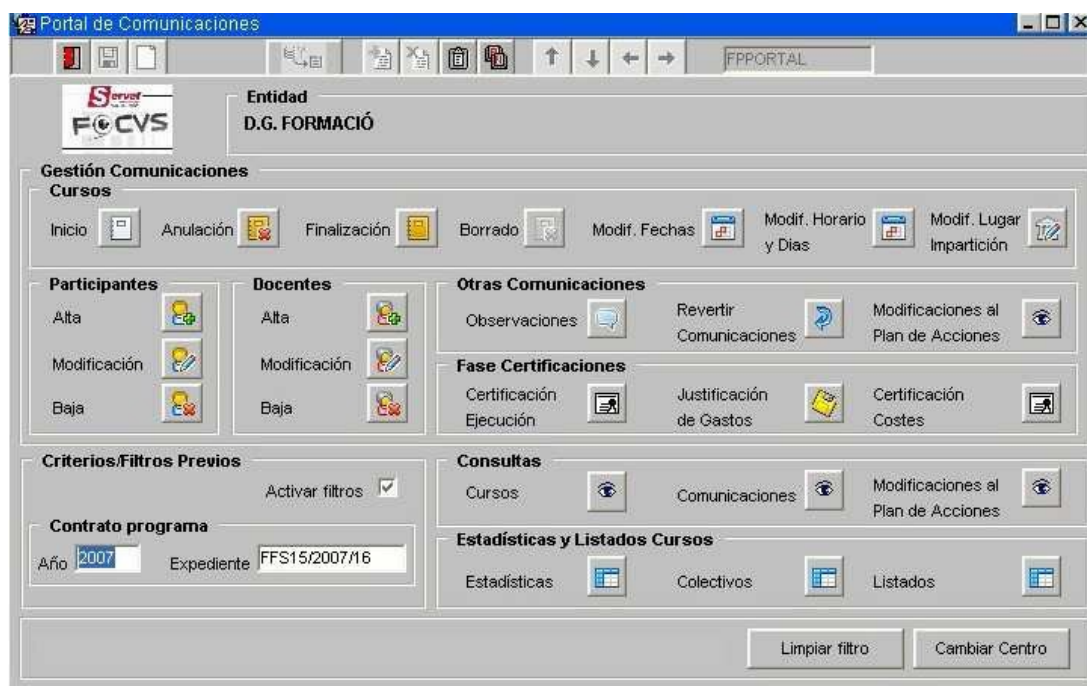 Portal de Comunicaciones
FPPORTAL
Servef
FOCVS
Entidad
D.G. FORMACIÓ
Gestión Comunicaciones
Cursos
Inicio
Anulación
Finalización
Borrado
Modif. Fechas
Modif. Horario
y Dias
Modif. Lugar
Impartición
Participantes
Alta
Modificación
Baja
Docentes
Alta
Modificación
Baja
Otras Comunicaciones
Observaciones
Revertir
Comunicaciones
Modificaciones al
Plan de Acciones
Fase Certificaciones
Certificación
Ejecución
Justificación
de Gastos
Certificación
Costes
Criterios/Filtros Previos
Activar filtros
Contrato programa
Año 2007 Expediente FFS15/2007/16
Consultas
Cursos
Comunicaciones
Modificaciones al
Plan de Acciones
Estadísticas y Listados Cursos
Estadísticas
Colectivos
Listados
Limpiar filtro
Cambiar Centro